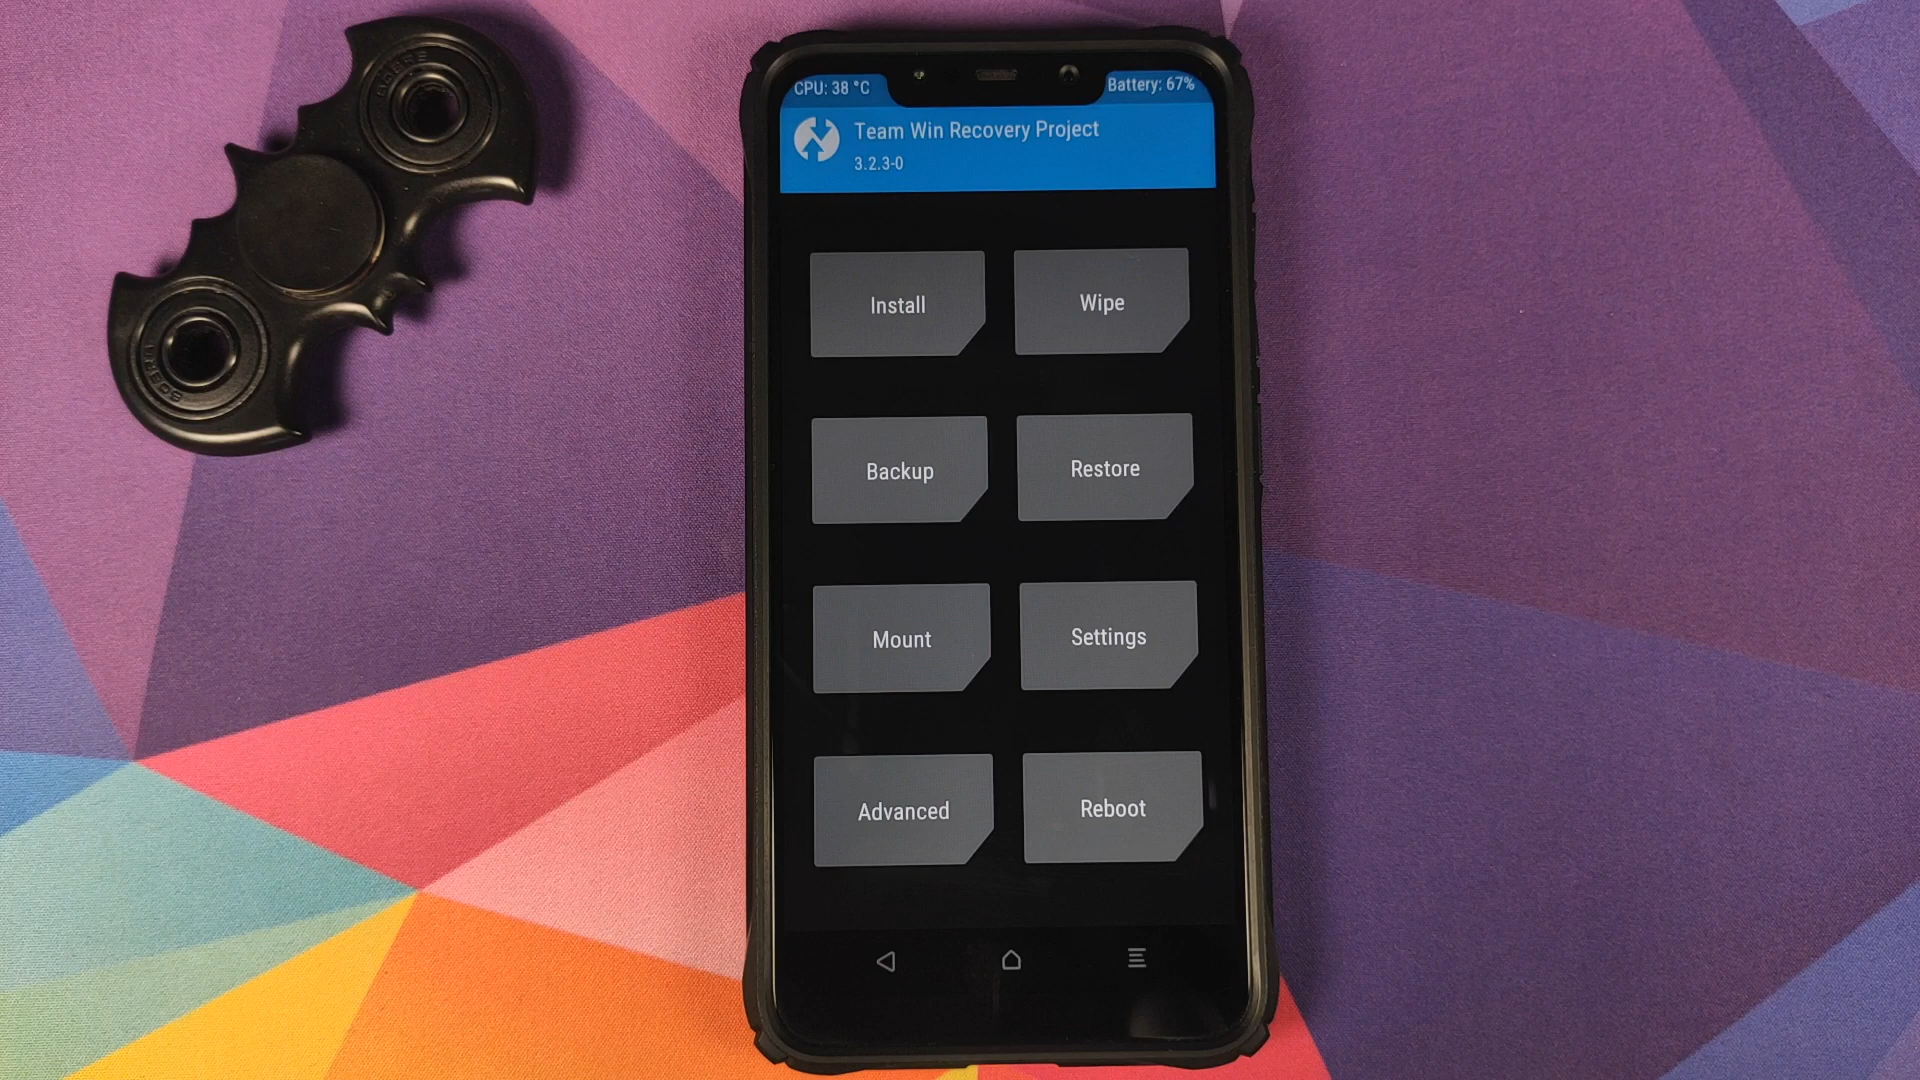 CPU: 38 °C
Battery: 67%
Team Win Recovery Project
3.2.3-0
Install
Wipe
Backup
Restore
Mount
Settings
Advanced
Reboot